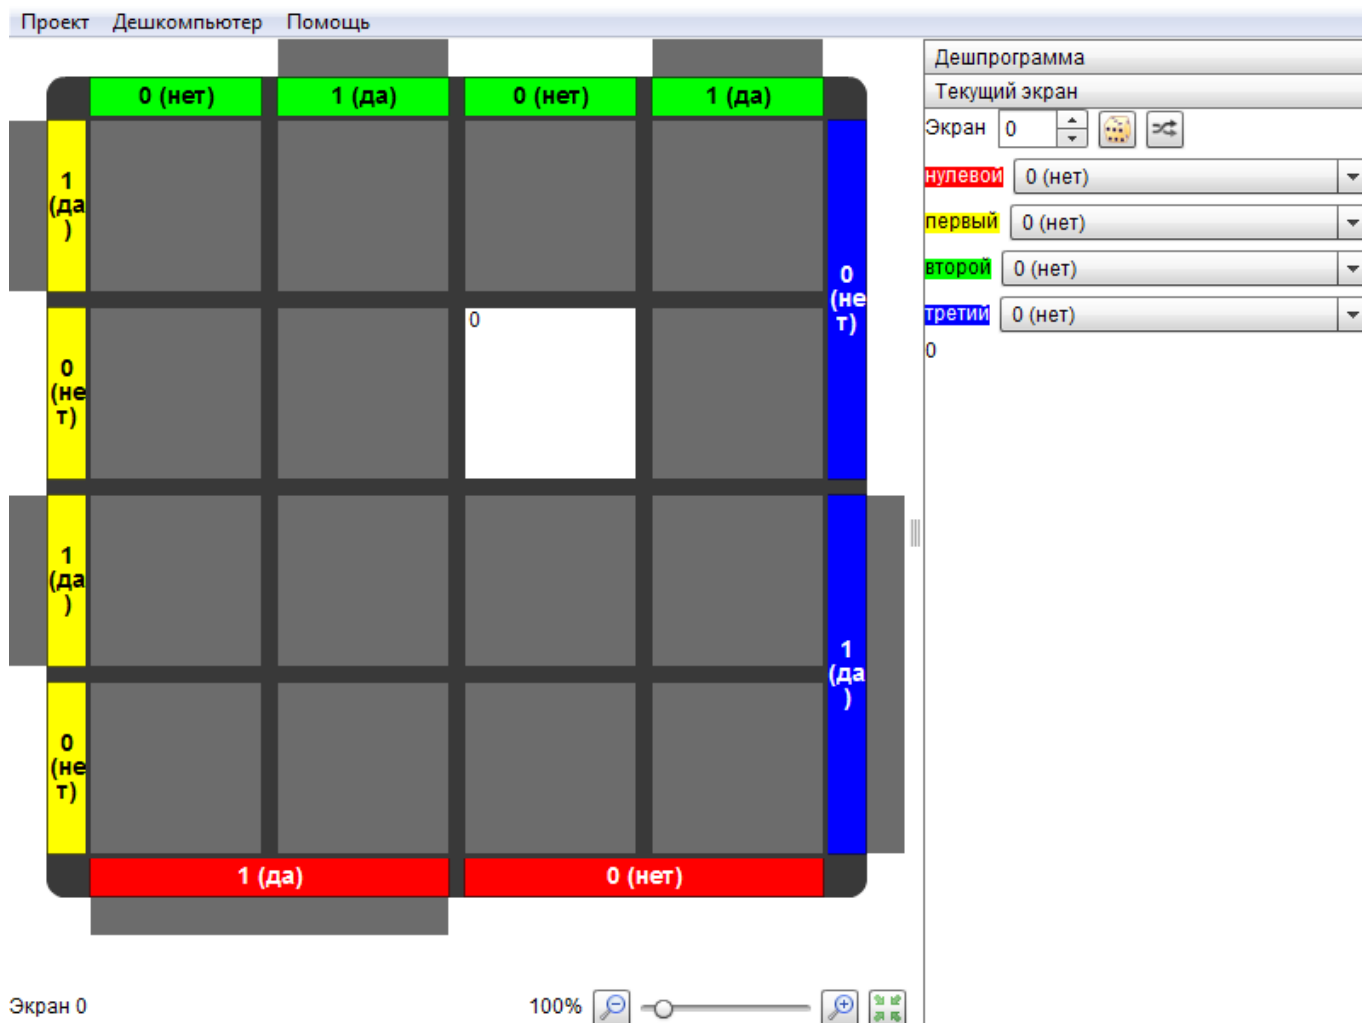 Проект Дешкомпьютер Помощь
0 (нет) 1 (да) 0 (нет) 1 (да)
1
(да
)
0
(не
т)
1
(да
)
0
(не
т)
0
0
(не
т)
1
(да
)
1 (да) 0 (нет)
Экран 0
100%
Дешпрограмма
Текущий экран
Экран 0
нулевой 0 (нет)
первый 0 (нет)
второй 0 (нет)
третий 0 (нет)
0